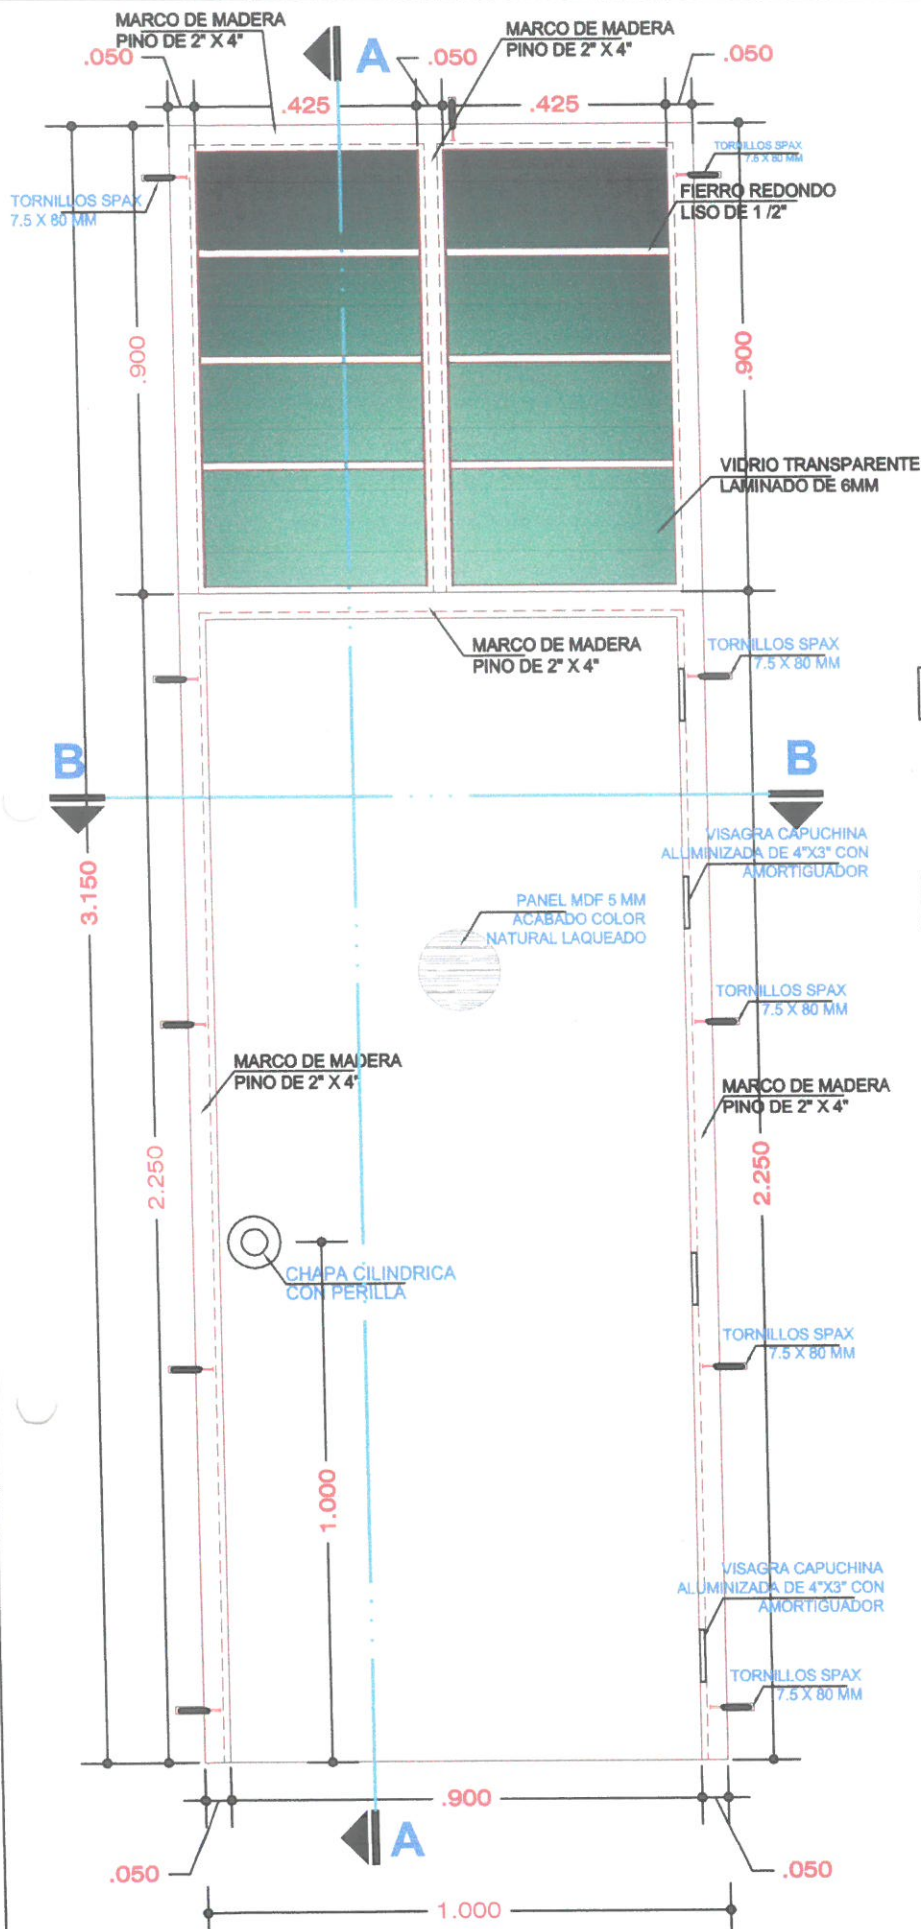 MARCO DE MADERA
PINO DE 2" X 4"
MARCO DE MADERA
PINO DE 2" X 4"
A
.050
.050
.050
.425
.425
TORNILLOS SPAX
7.5 X 80 MM
TORNILLOS SPAX
7.5 X 80 MM
FIERRO REDONDO
LISO DE 1 /2"
.900
.900
VIDRIO TRANSPARENTE
LAMINADO DE 6MM
MARCO DE MADERA
PINO DE 2" X 4"
TORNILLOS SPAX
7.5 X 80 MM
B
B
VISAGRA CAPUCHINA
ALUMINIZADA DE 4"X3" CON
AMORTIGUADOR
3.150
PANEL MDF 5 MM
ACABADO COLOR
NATURAL LAQUEADO
TORNILLOS SPAX
7.5 X 80 MM
MARCO DE MADERA
PINO DE 2" X 4"
MARCO DE MADERA
PINO DE 2" X 4"
2.250
2.250
CHAPA CILINDRICA
CON PERILLA
TORNILLOS SPAX
7.5 X 80 MM
1.000
VISAGRA CAPUCHINA
ALUMINIZADA DE 4"X3" CON
AMORTIGUADOR
TORNILLOS SPAX
7.5 X 80 MM
.900
A
.050
.050
1.000